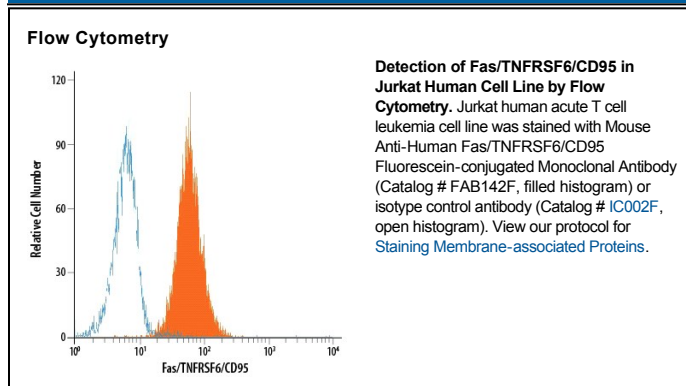 Flow Cytometry
120
90
60
30
0
Relative Cell Number
10⁰
10¹
10²
10³
10⁴
Fas/TNFRSF6/CD95
Detection of Fas/TNFRSF6/CD95 in
Jurkat Human Cell Line by Flow
Cytometry. Jurkat human acute T cell
leukemia cell line was stained with Mouse
Anti-Human Fas/TNFRSF6/CD95
Fluorescein-conjugated Monoclonal Antibody
(Catalog # FAB142F, filled histogram) or
isotype control antibody (Catalog # IC002F,
open histogram). View our protocol for
Staining Membrane-associated Proteins.